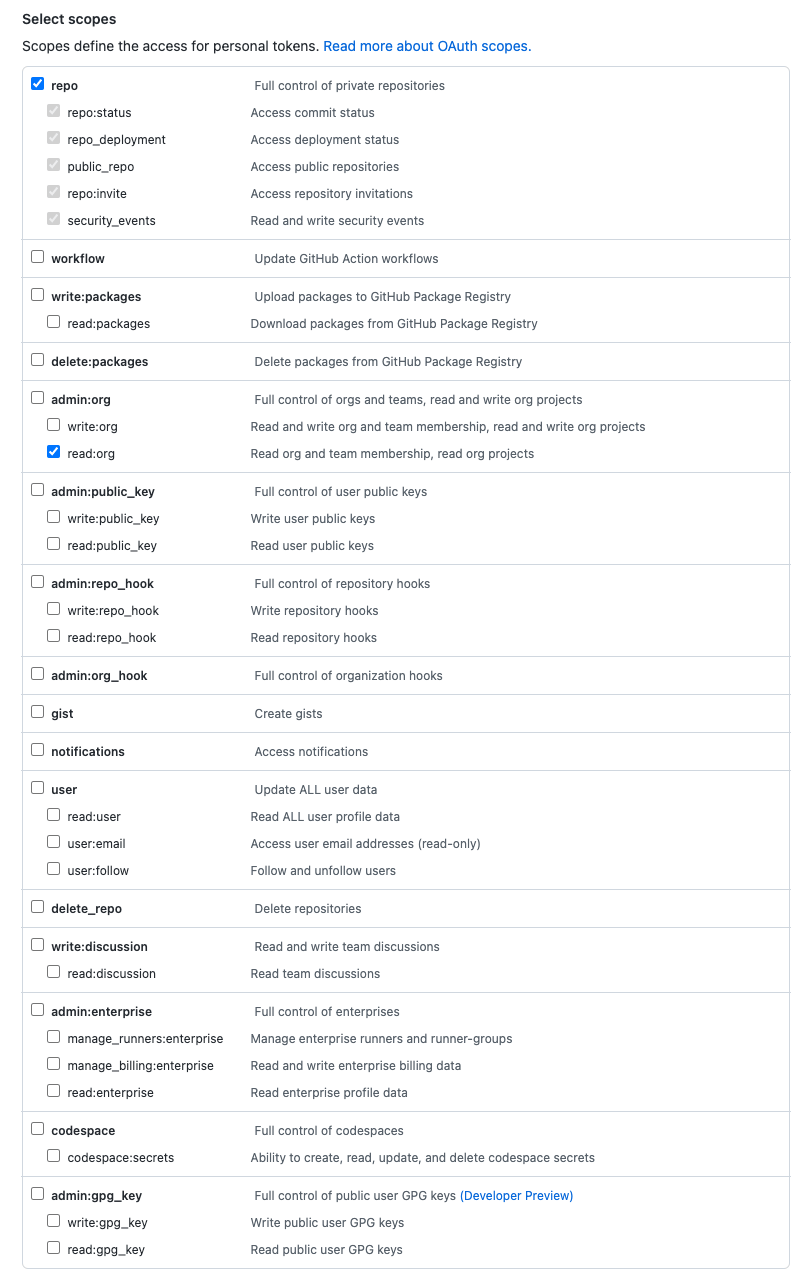 Select scopes
Scopes define the access for personal tokens. Read more about OAuth scopes.
repo Full control of private repositories
repo:status Access commit status
repo_deployment Access deployment status
public_repo Access public repositories
repo:invite Access repository invitations
security_events Read and write security events
workflow Update GitHub Action workflows
write:packages Upload packages to GitHub Package Registry
read:packages Download packages from GitHub Package Registry
delete:packages Delete packages from GitHub Package Registry
admin:org Full control of orgs and teams, read and write org projects
write:org Read and write org and team membership, read and write org projects
read:org Read org and team membership, read org projects
admin:public_key Full control of user public keys
write:public_key Write user public keys
read:public_key Read user public keys
admin:repo_hook Full control of repository hooks
write:repo_hook Write repository hooks
read:repo_hook Read repository hooks
admin:org_hook Full control of organization hooks
gist Create gists
notifications Access notifications
user Update ALL user data
read:user Read ALL user profile data
user:email Access user email addresses (read-only)
user:follow Follow and unfollow users
delete_repo Delete repositories
write:discussion Read and write team discussions
read:discussion Read team discussions
admin:enterprise Full control of enterprises
manage_runners:enterprise Manage enterprise runners and runner-groups
manage_billing:enterprise Read and write enterprise billing data
read:enterprise Read enterprise profile data
codespace Full control of codespaces
codespace:secrets Ability to create, read, update, and delete codespace secrets
admin:gpg_key Full control of public user GPG keys (Developer Preview)
write:gpg_key Write public user GPG keys
read:gpg_key Read public user GPG keys